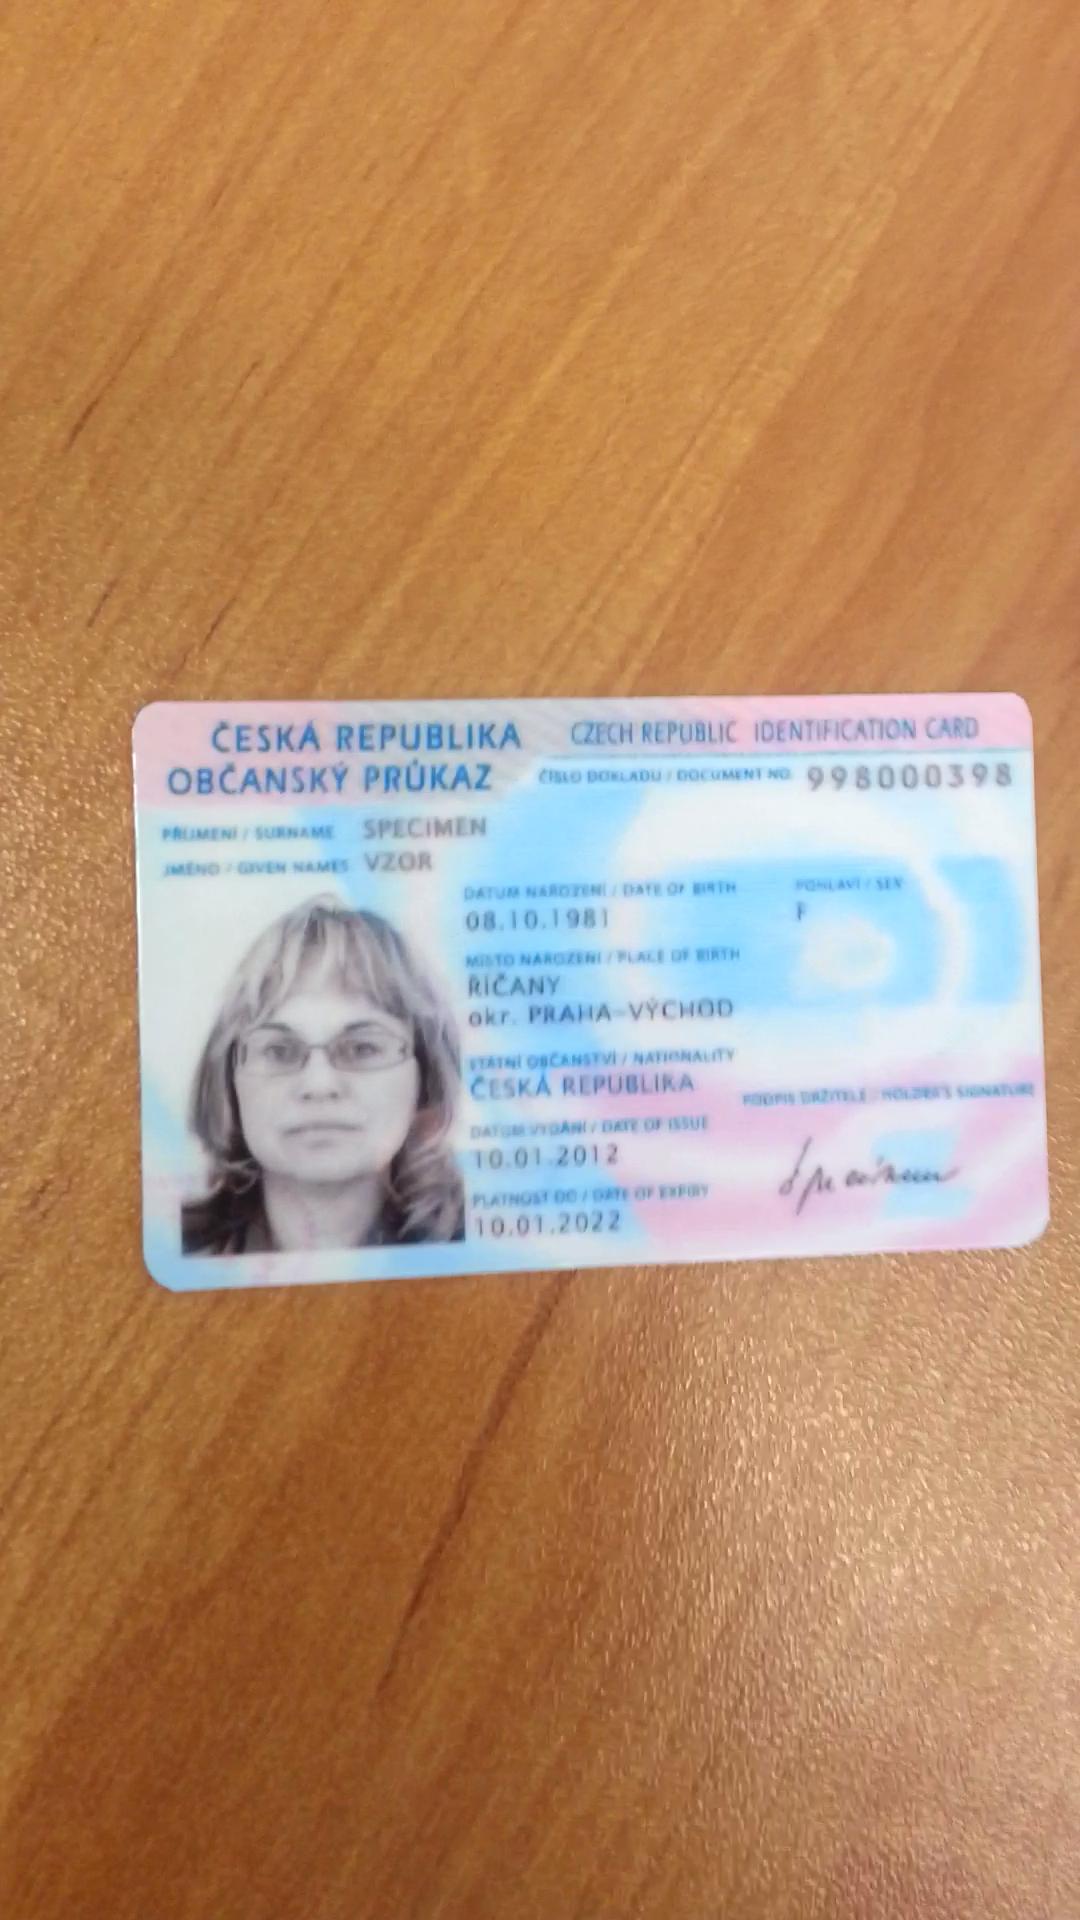 ČESKÁ REPUBLIKA CZECH REPUBLIC IDENTIFICATION CARD
OBČANSKÝ PRŮKAZ ČÍSLO DOKLADU / DOCUMENT NO. 998000398
PŘÍJMENÍ / SURNAME SPECIMEN
JMÉNO / GIVEN NAMES VZOR
DATUM NAROZENÍ / DATE OF BIRTH POHLAVÍ / SEX
08.10.1981 F
MÍSTO NAROZENÍ / PLACE OF BIRTH
ŘÍČANY
okr. PRAHA-VÝCHOD
STÁTNÍ OBČANSTVÍ / NATIONALITY
ČESKÁ REPUBLIKA
PODPIS DRŽITELE / HOLDER'S SIGNATURE
DATUM VYDÁNÍ / DATE OF ISSUE
10.01.2012
Specimen
PLATNOST DO / DATE OF EXPIRY
10.01.2022